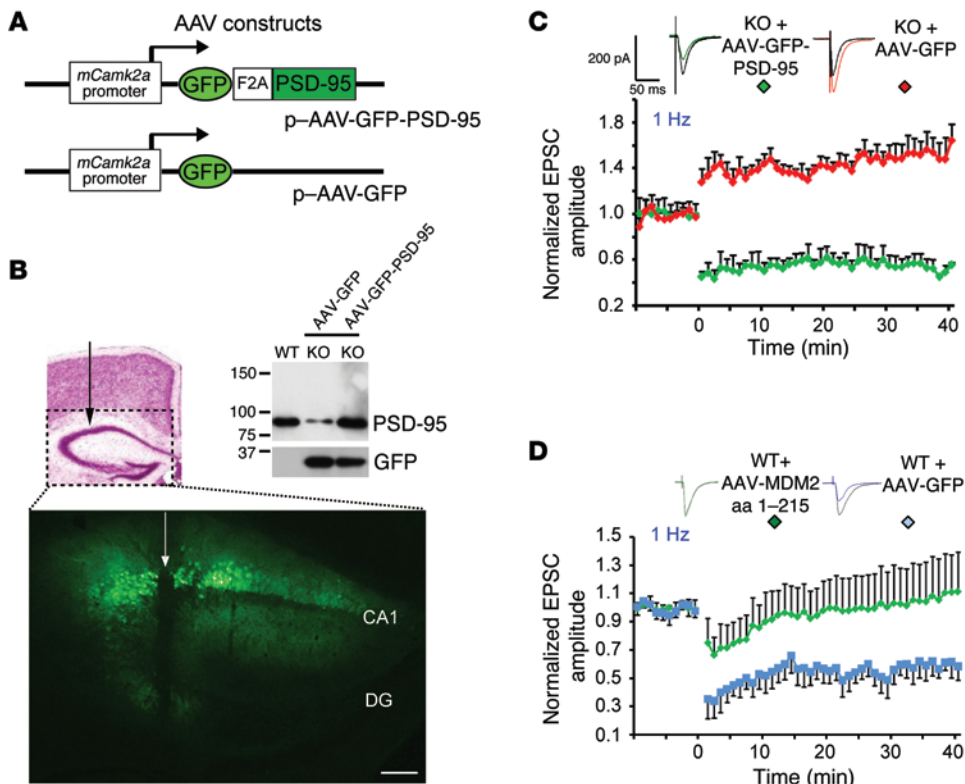 A
AAV constructs
mCamk2a
promoter
GFP
F2A
PSD-95
p–AAV-GFP-PSD-95
mCamk2a
promoter
GFP
p–AAV-GFP
B
AAV-GFP
AAV-GFP-PSD-95
WT KO KO
150
100
75
37
PSD-95
GFP
CA1
DG
C
200 pA
50 ms
KO +
AAV-GFP-
PSD-95
KO +
AAV-GFP
1 Hz
1.8
1.4
1.0
0.6
0.2
Normalized EPSC
amplitude
0 10 20 30 40
Time (min)
D
WT+
AAV-MDM2
aa 1–215
WT +
AAV-GFP
1 Hz
1.5
1.3
1.1
0.9
0.7
0.5
0.3
0.1
Normalized EPSC
amplitude
0 10 20 30 40
Time (min)